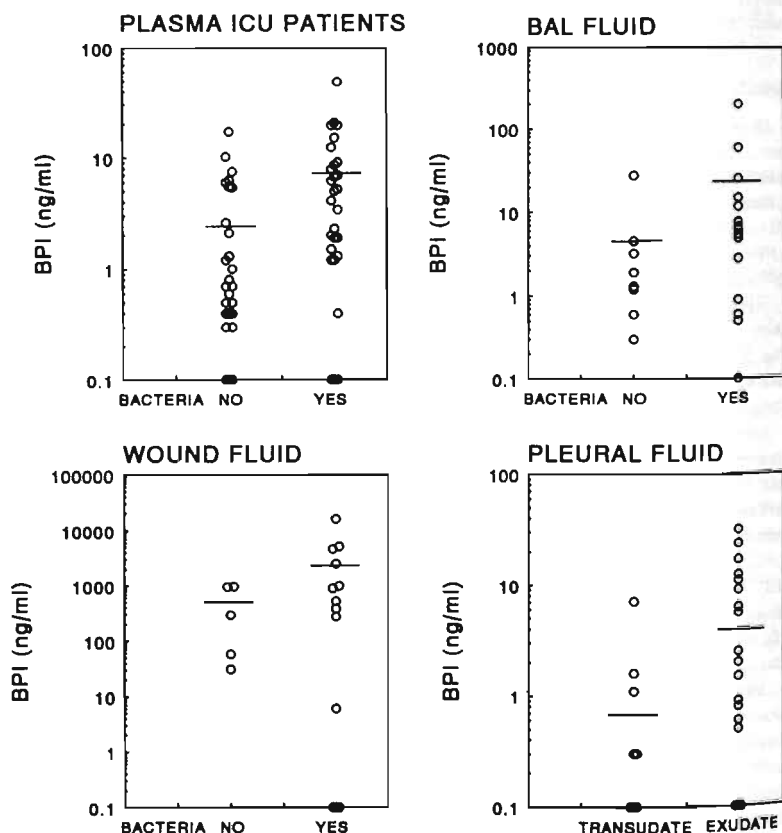 PLASMA ICU PATIENTS
BPI (ng/ml)
100
10
1
0.1
BACTERIA NO YES
BAL FLUID
BPI (ng/ml)
1000
100
10
1
0.1
BACTERIA NO YES
WOUND FLUID
BPI (ng/ml)
100000
10000
1000
100
10
1
0.1
BACTERIA NO YES
PLEURAL FLUID
BPI (ng/ml)
100
10
1
0.1
TRANSUDATE EXUDATE